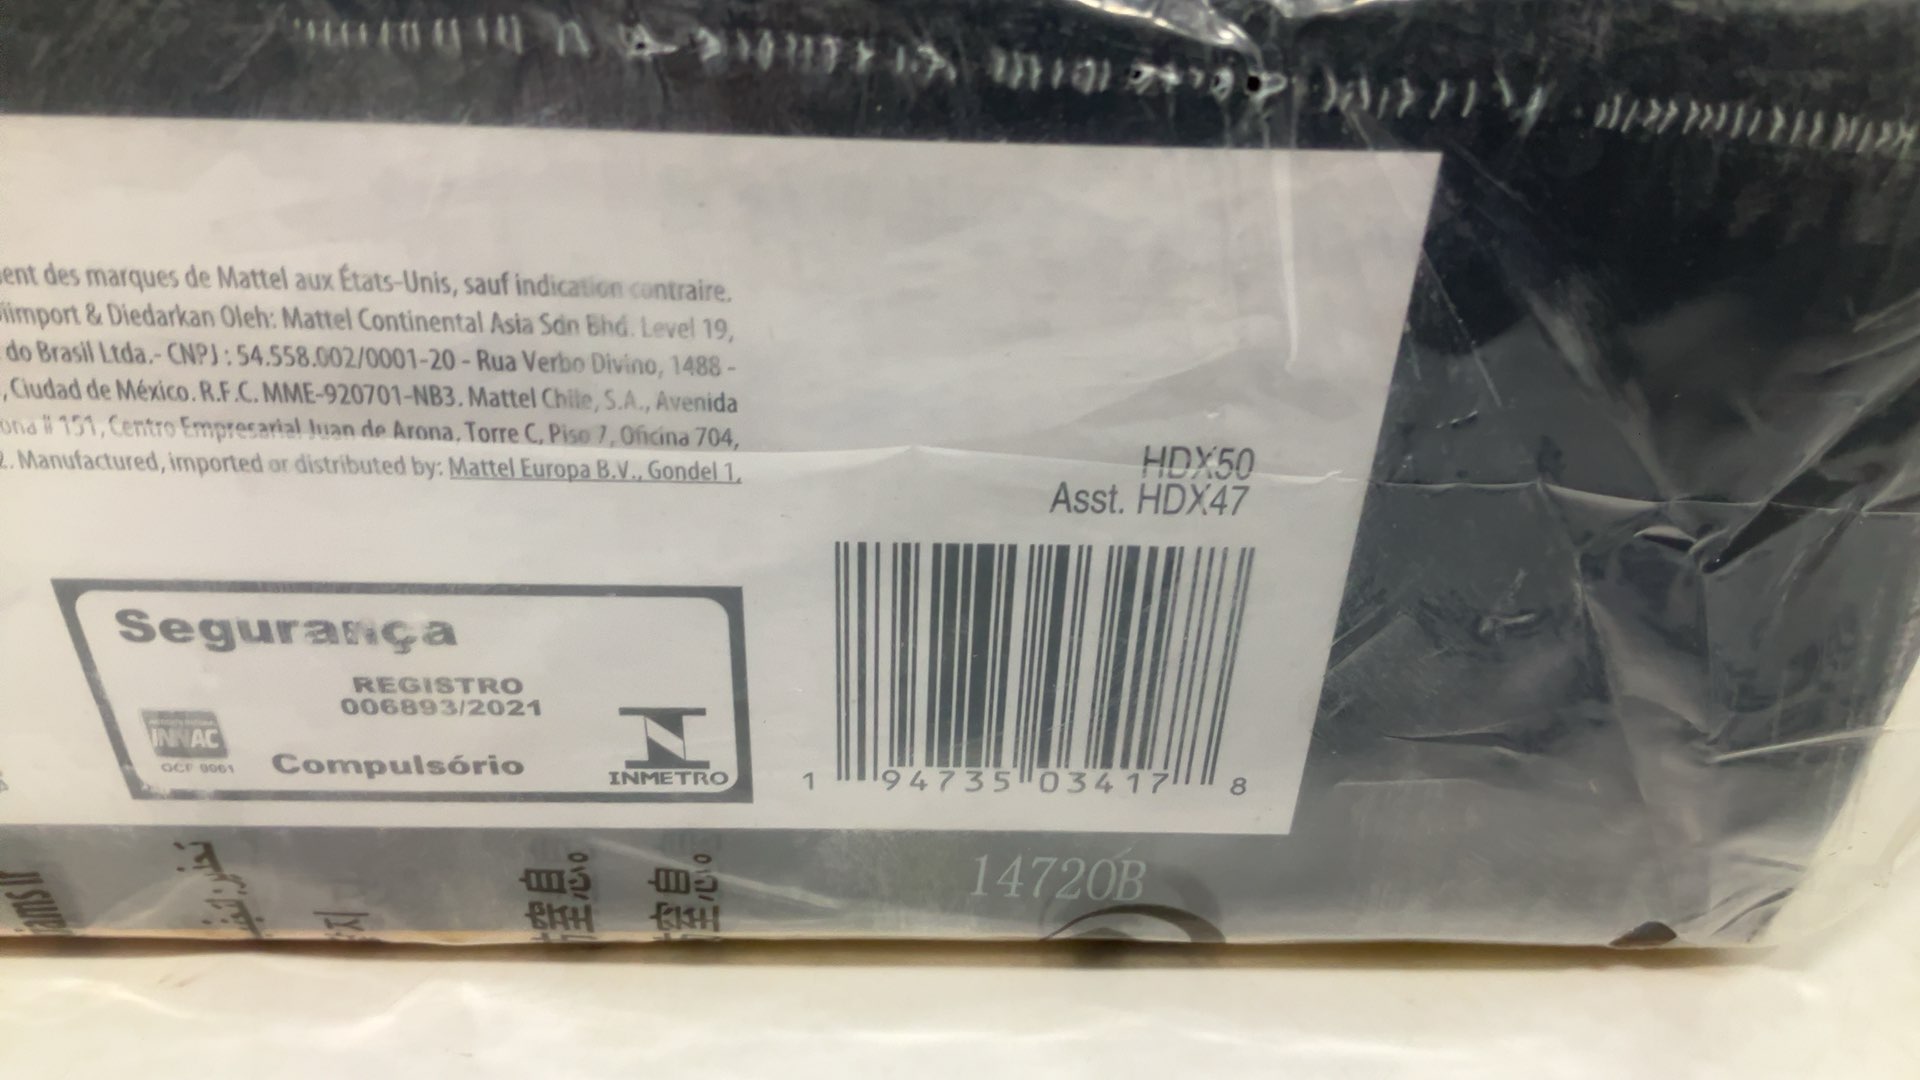 ent des marques de Mattel aux États-Unis, sauf indication contraire.
iimport & Diedarkan Oleh: Mattel Continental Asia Sdn Bhd. Level 19,
do Brasil Ltda.- CNPJ : 54.558.002/0001-20 - Rua Verbo Divino, 1488 -
, Ciudad de México. R.F.C. MME-920701-NB3. Mattel Chile, S.A., Avenida
ona # 151, Centro Empresarial Juan de Arona, Torre C, Piso 7, Oficina 704,
2. Manufactured, imported or distributed by: Mattel Europa B.V., Gondel 1,
HDX50
Asst. HDX47
Segurança
REGISTRO
006893/2021
INNAC
OCP 0061
Compulsório
INMETRO
1 94735 03417 8
14720B